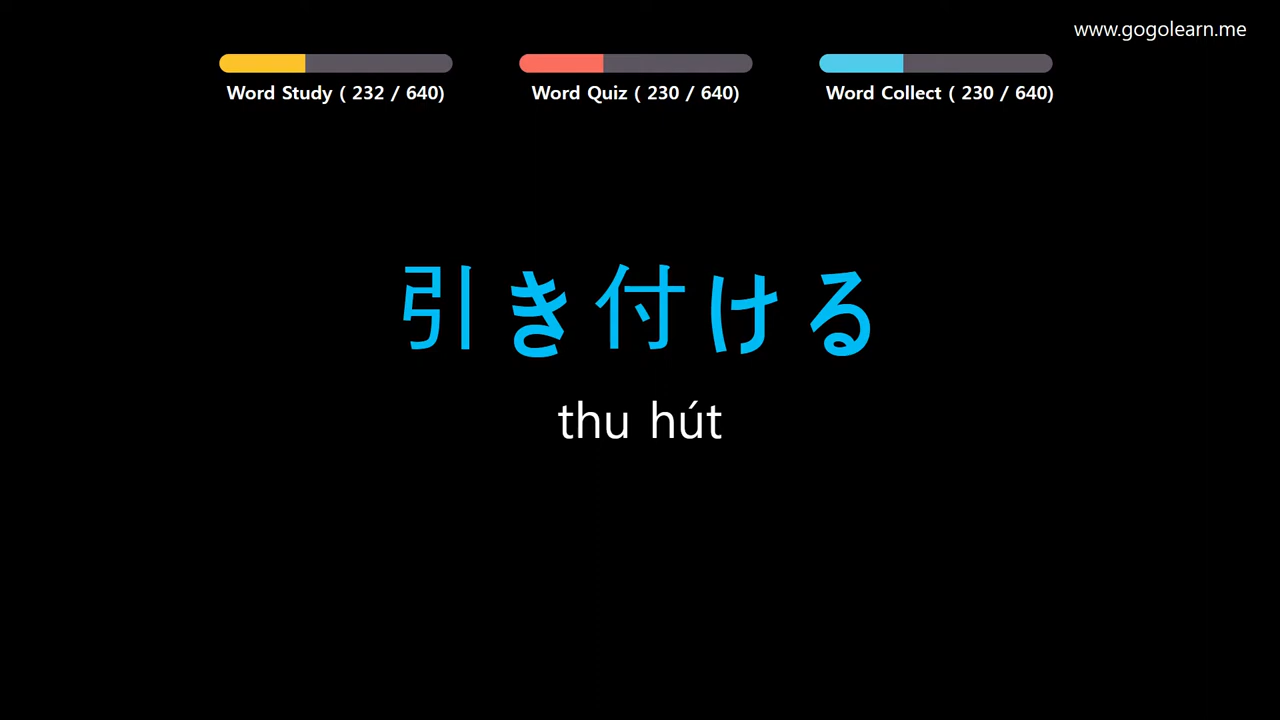 www.gogolearn.me
Word Study ( 232 / 640)
Word Quiz ( 230 / 640)
Word Collect ( 230 / 640)
引き付ける
thu hút